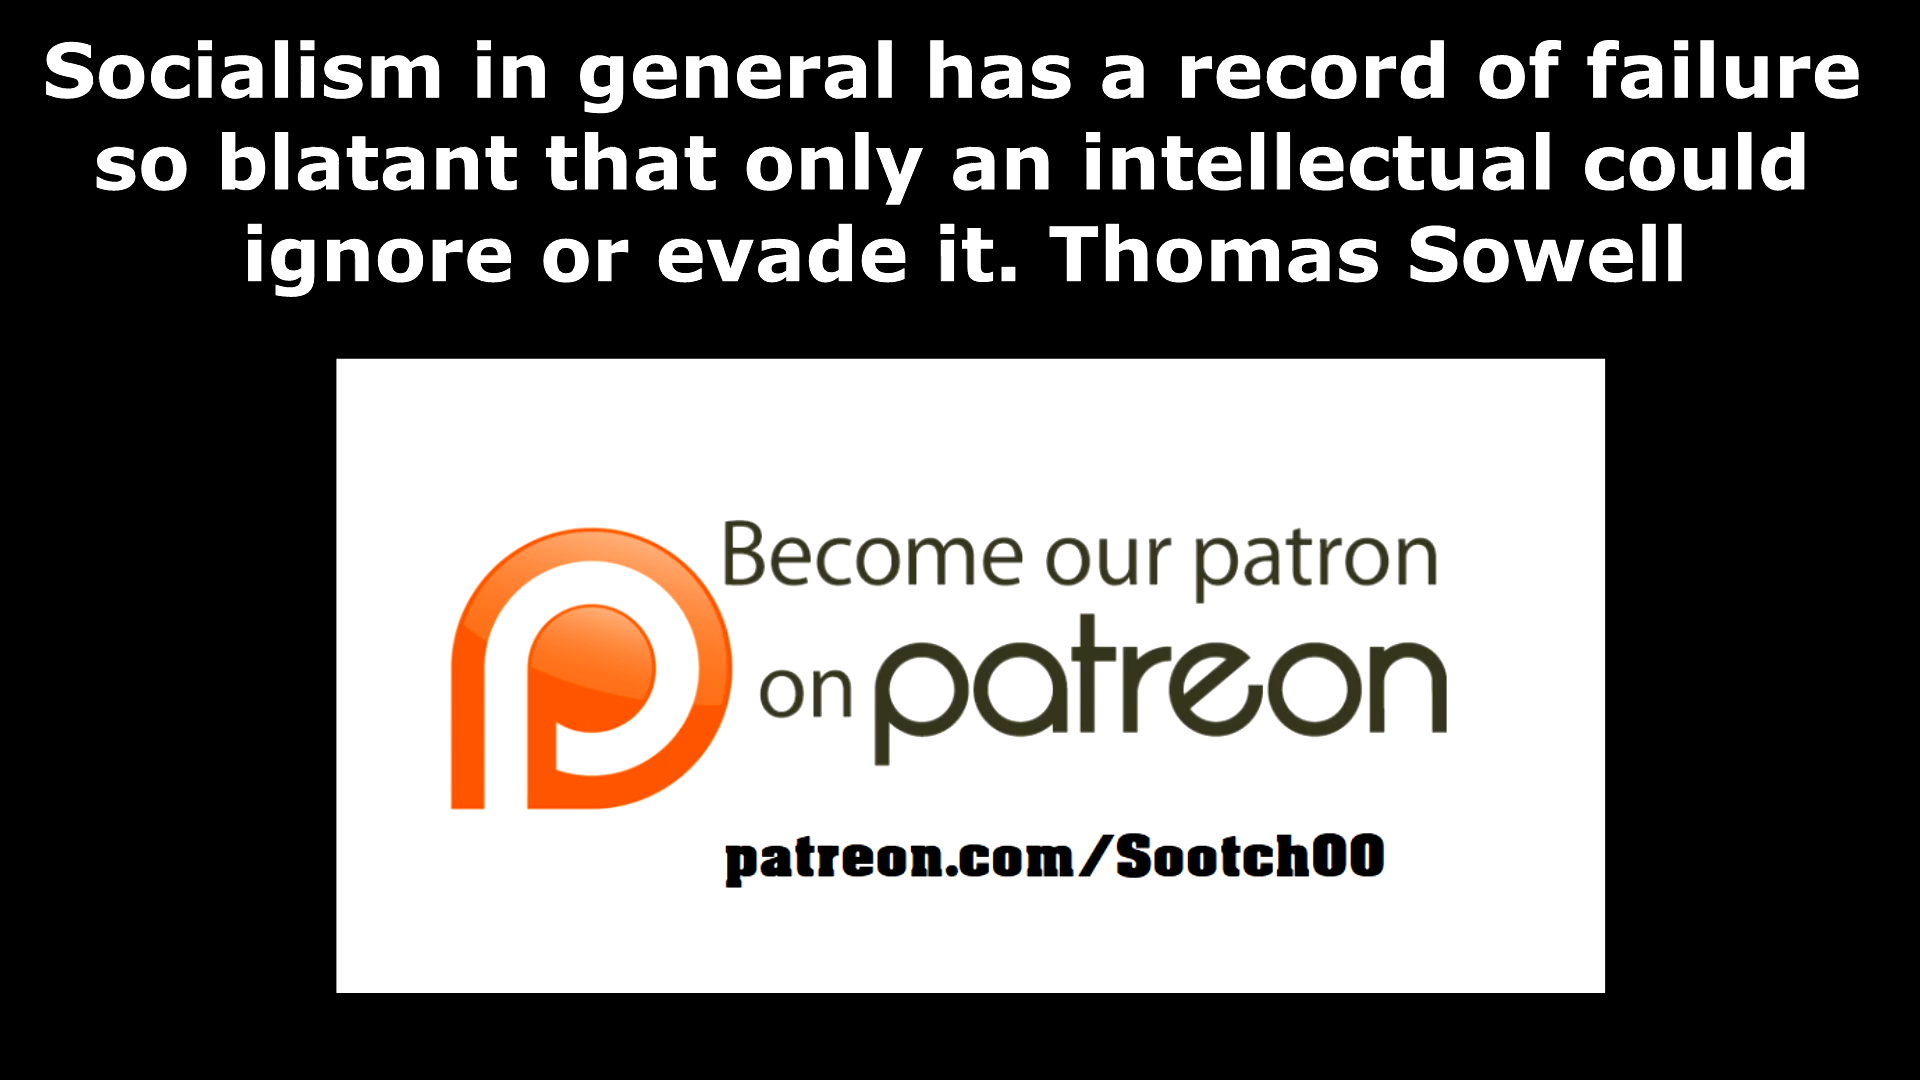 Socialism in general has a record of failure
so blatant that only an intellectual could
ignore or evade it. Thomas Sowell
Become our patron
on patreon
patreon.com/Sootch00